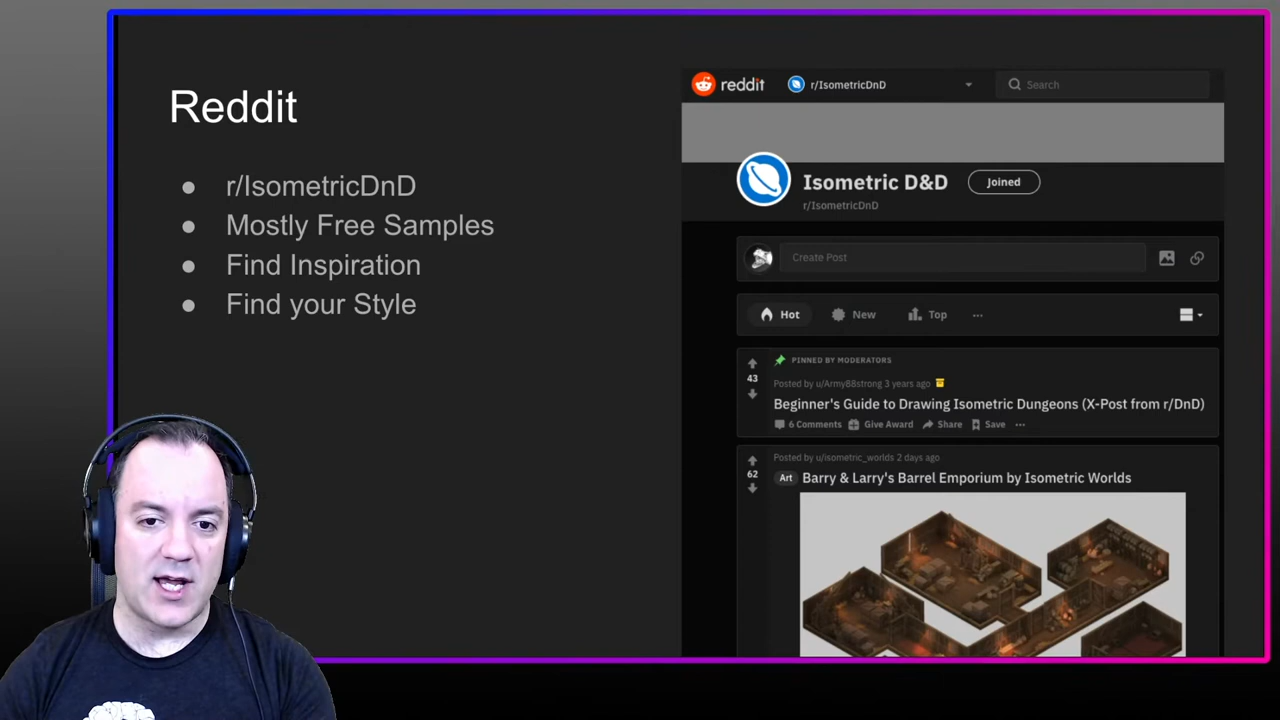 Reddit
r/IsometricDnD
Mostly Free Samples
Find Inspiration
Find your Style
reddit
r/IsometricDnD
Search
Isometric D&D
Joined
r/IsometricDnD
Create Post
Hot
New
Top
PINNED BY MODERATORS
43
Posted by u/Army88strong 3 years ago
Beginner's Guide to Drawing Isometric Dungeons (X-Post from r/DnD)
6 Comments Give Award Share Save
62
Posted by u/isometric_worlds 2 days ago
Art Barry & Larry's Barrel Emporium by Isometric Worlds